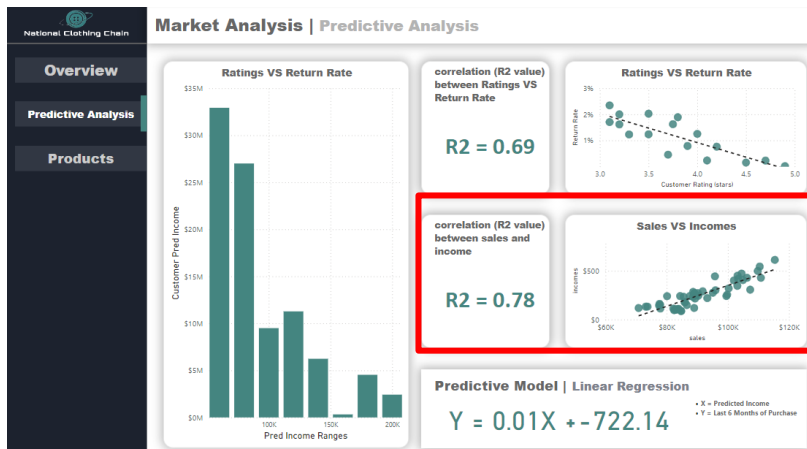 National Clothing Chain
Overview
Predictive Analysis
Products
Market Analysis | Predictive Analysis
Ratings VS Return Rate
Customer Pred Income
$35M
$30M
$25M
$20M
$15M
$10M
$5M
$0M
100K
150K
200K
Pred Income Ranges
correlation (R2 value)
between Ratings VS
Return Rate
R2 = 0.69
Ratings VS Return Rate
Return Rate
3%
2%
1%
3.0
3.5
4.0
4.5
5.0
Customer Rating (stars)
correlation (R2 value)
between sales and
income
R2 = 0.78
Sales VS Incomes
Incomes
$500
$0
$60K
$80K
$100K
$120K
sales
Predictive Model | Linear Regression
Y = 0.01X + -722.14
• X = Predicted Income
• Y = Last 6 Months of Purchase